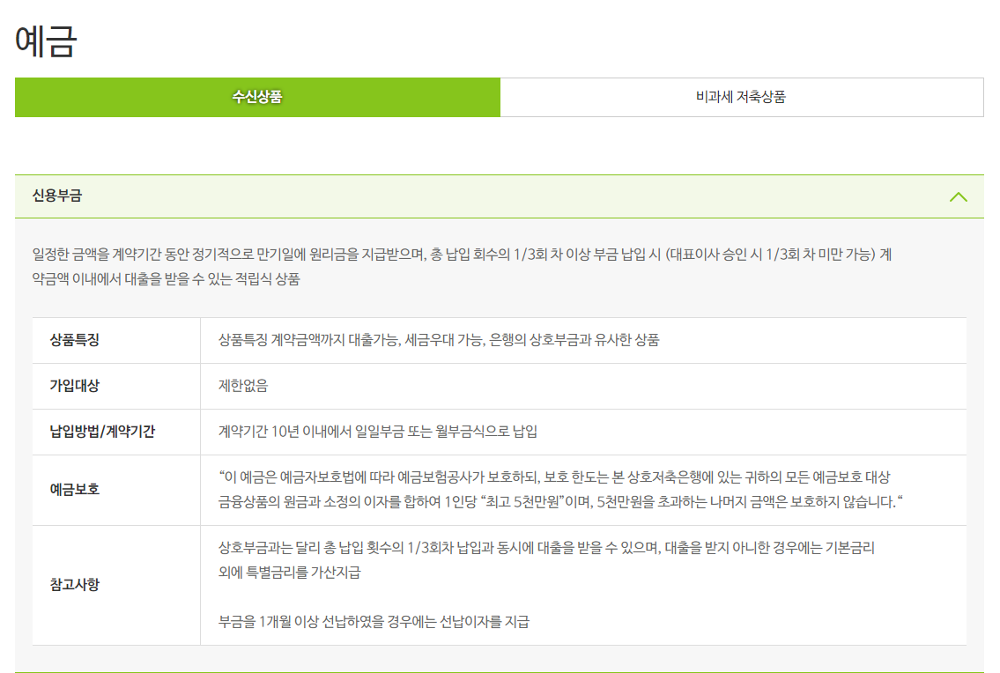 예금
수신상품
비과세 저축상품
신용부금
일정한 금액을 계약기간 동안 정기적으로 만기일에 원리금을 지급받으며, 총 납입 회수의 1/3회 차 이상 부금 납입 시 (대표이사 승인 시 1/3회 차 미만 가능) 계
약금액 이내에서 대출을 받을 수 있는 적립식 상품
상품특징
상품특징 계약금액까지 대출가능, 세금우대 가능, 은행의 상호부금과 유사한 상품
가입대상
제한없음
납입방법/계약기간
계약기간 10년 이내에서 일일부금 또는 월부금식으로 납입
예금보호
“이 예금은 예금자보호법에 따라 예금보험공사가 보호하되, 보호 한도는 본 상호저축은행에 있는 귀하의 모든 예금보호 대상
금융상품의 원금과 소정의 이자를 합하여 1인당 “최고 5천만원”이며, 5천만원을 초과하는 나머지 금액은 보호하지 않습니다.“
참고사항
상호부금과는 달리 총 납입 횟수의 1/3회차 납입과 동시에 대출을 받을 수 있으며, 대출을 받지 아니한 경우에는 기본금리
외에 특별금리를 가산지급
부금을 1개월 이상 선납하였을 경우에는 선납이자를 지급